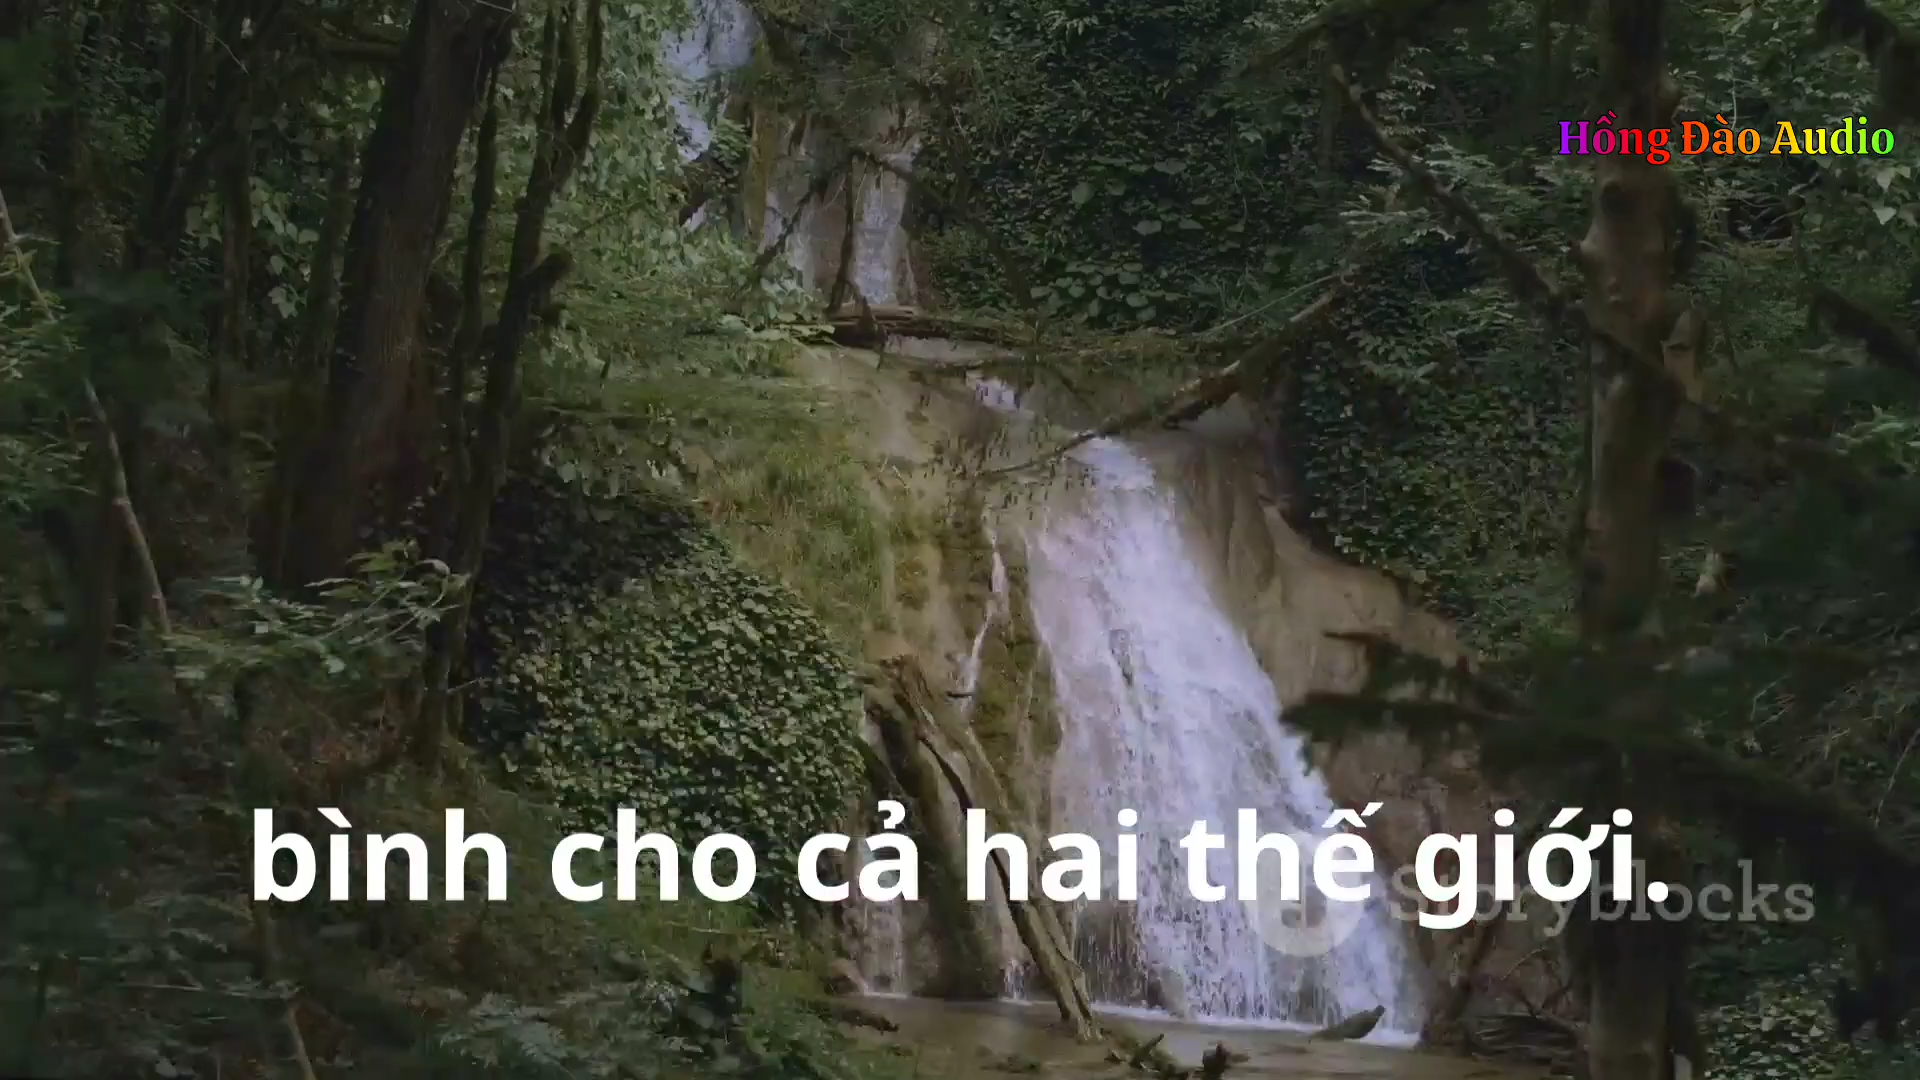 Hồng Đào Audio
bình cho cả hai thế giới.
Storyblocks